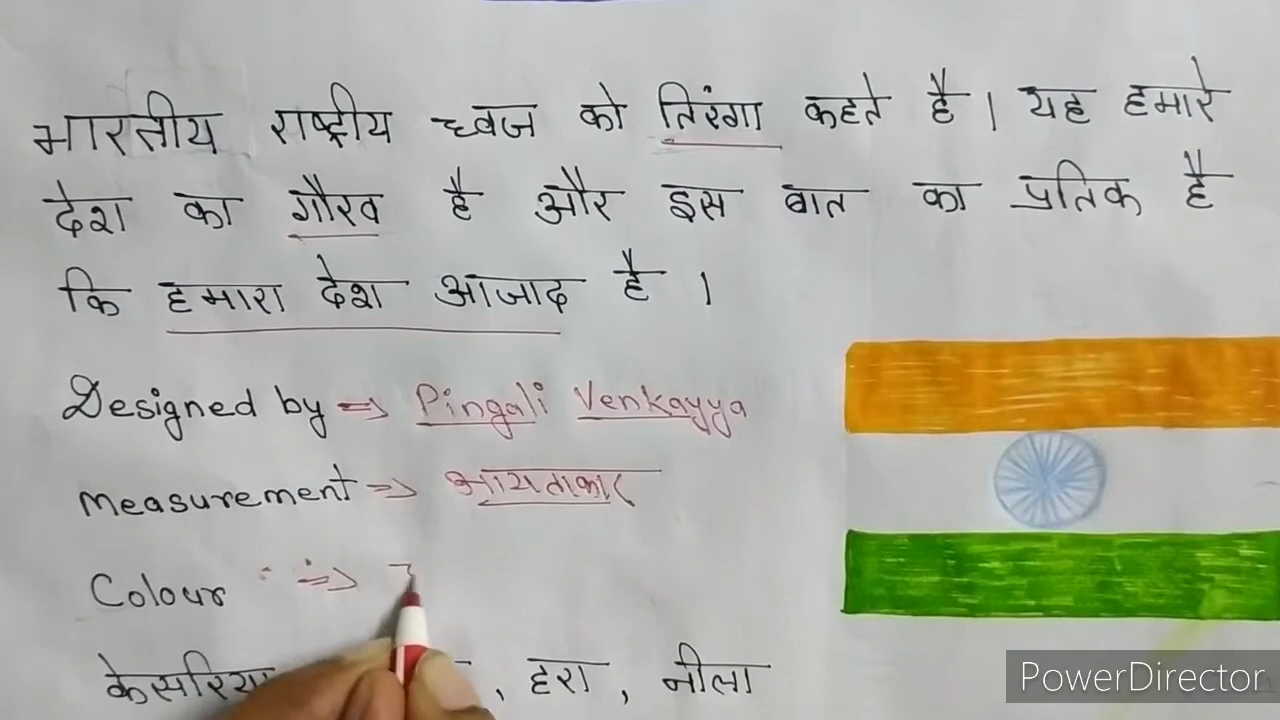 भारतीय राष्ट्रीय ध्वज को तिरंगा कहते है। यह हमारे
देश का गौरव है और इस बात का प्रतिक है
कि हमारा देश आजाद है ।
Designed by => Pingali Venkayya
Measurement => आयताकार
Colour =>
केसरिया , हरा , नीला
PowerDirector